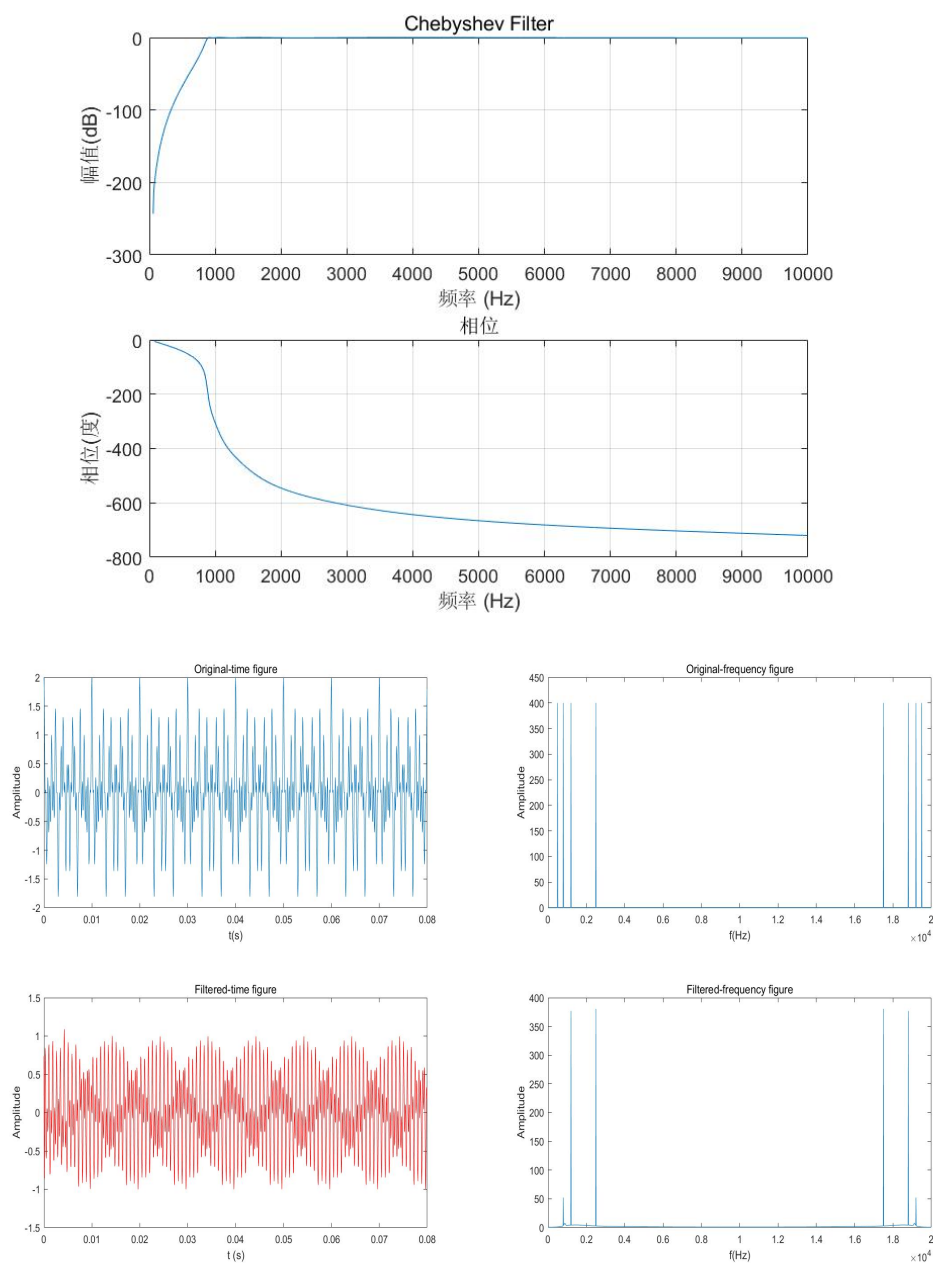 Chebyshev Filter
幅值(dB)
0
-100
-200
-300
0 1000 2000 3000 4000 5000 6000 7000 8000 9000 10000
频率 (Hz)
相位
相位(度)
0
-200
-400
-600
-800
0 1000 2000 3000 4000 5000 6000 7000 8000 9000 10000
频率 (Hz)
Original-time figure
Amplitude
2
1.5
1
0.5
0
-0.5
-1
-1.5
-2
0 0.01 0.02 0.03 0.04 0.05 0.06 0.07 0.08
t(s)
Original-frequency figure
Amplitude
450
400
350
300
250
200
150
100
50
0
0 0.2 0.4 0.6 0.8 1 1.2 1.4 1.6 1.8 2
f(Hz)
×10⁴
Filtered-time figure
Amplitude
1.5
1
0.5
0
-0.5
-1
-1.5
0 0.01 0.02 0.03 0.04 0.05 0.06 0.07 0.08
t (s)
Filtered-frequency figure
Amplitude
400
350
300
250
200
150
100
50
0
0 0.2 0.4 0.6 0.8 1 1.2 1.4 1.6 1.8 2
f(Hz)
×10⁴